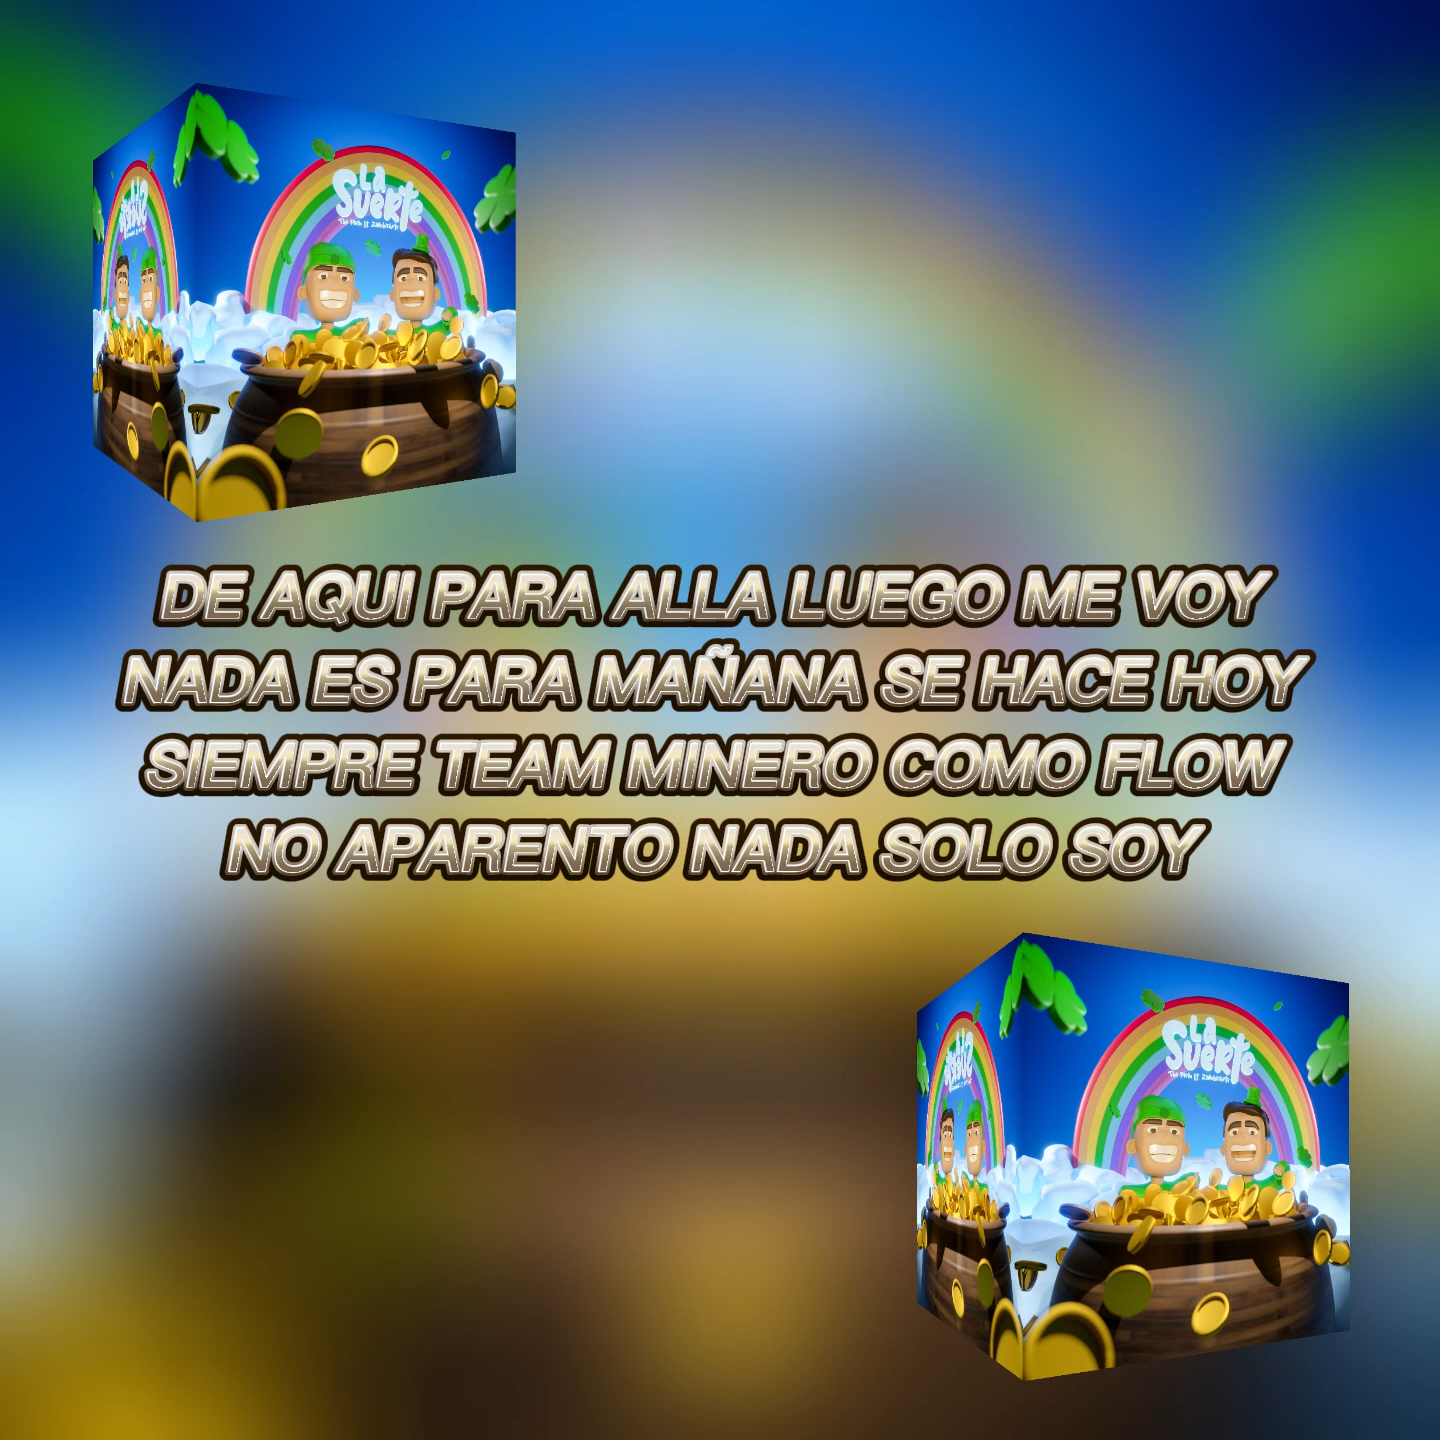 La
Suerte
DE AQUI PARA ALLA LUEGO ME VOY
NADA ES PARA MAÑANA SE HACE HOY
SIEMPRE TEAM MINERO COMO FLOW
NO APARENTO NADA SOLO SOY
La
Suerte